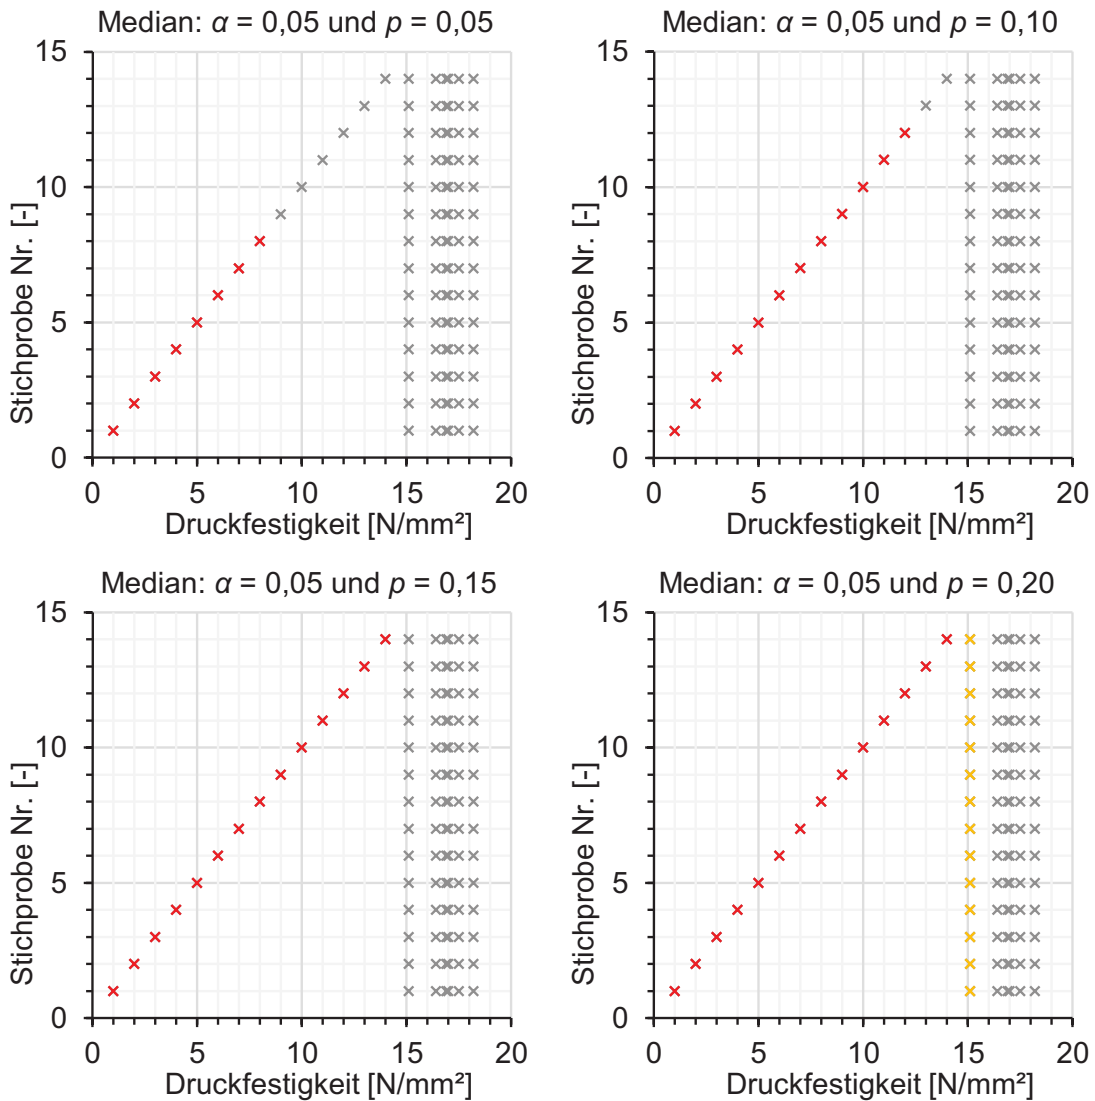 Median: α = 0,05 und p = 0,05
15
10
5
0
Stichprobe Nr. [-]
0 5 10 15 20
Druckfestigkeit [N/mm²]
Median: α = 0,05 und p = 0,10
15
10
5
0
Stichprobe Nr. [-]
0 5 10 15 20
Druckfestigkeit [N/mm²]
Median: α = 0,05 und p = 0,15
15
10
5
0
Stichprobe Nr. [-]
0 5 10 15 20
Druckfestigkeit [N/mm²]
Median: α = 0,05 und p = 0,20
15
10
5
0
Stichprobe Nr. [-]
0 5 10 15 20
Druckfestigkeit [N/mm²]